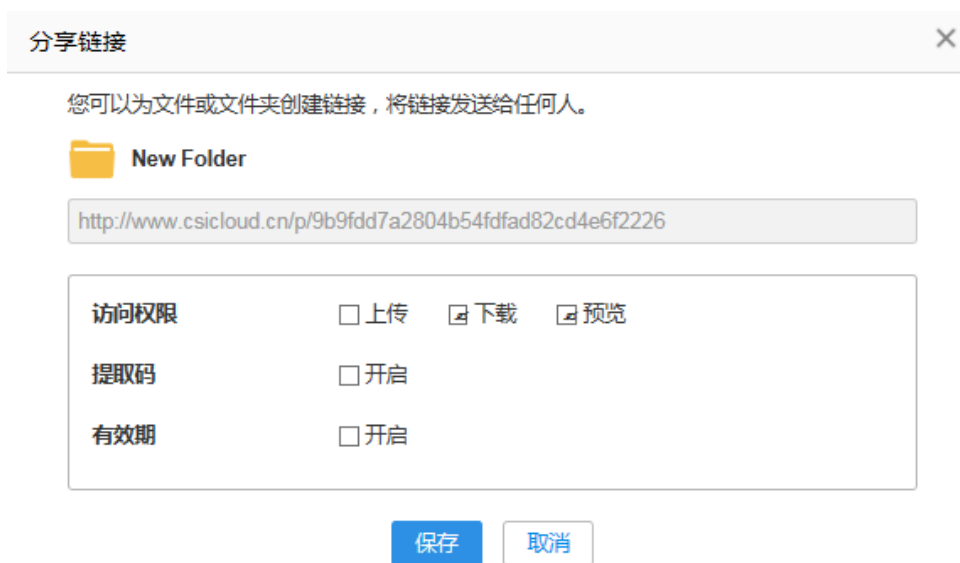 分享链接
您可以为文件或文件夹创建链接，将链接发送给任何人。
New Folder
http://www.csicloud.cn/p/9b9fdd7a2804b54fdfad82cd4e6f2226
访问权限 上传 下载 预览
提取码 开启
有效期 开启
保存 取消